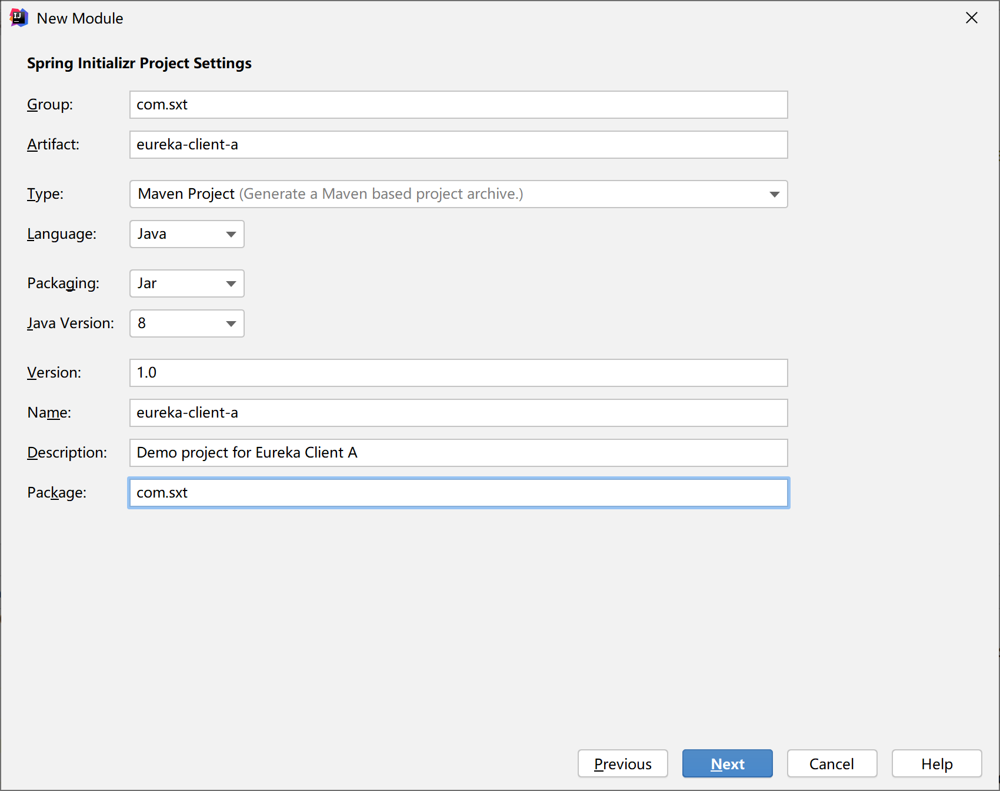 New Module
Spring Initializr Project Settings
Group: com.sxt
Artifact: eureka-client-a
Type: Maven Project (Generate a Maven based project archive.)
Language: Java
Packaging: Jar
Java Version: 8
Version: 1.0
Name: eureka-client-a
Description: Demo project for Eureka Client A
Package: com.sxt
Previous Next Cancel Help